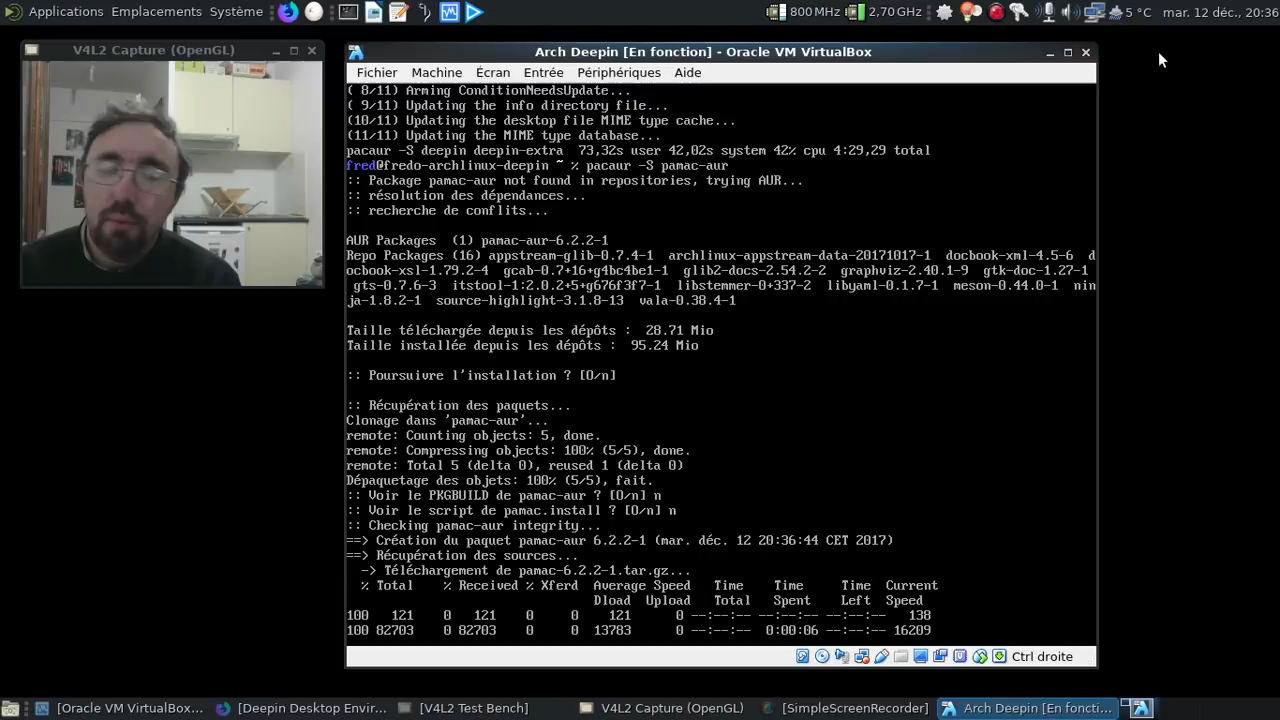 Applications Emplacements Système
800 MHz
2,70 GHz
5 °C
mar. 12 déc., 20:36
V4L2 Capture (OpenGL)
Arch Deepin [En fonction] - Oracle VM VirtualBox
Fichier Machine Écran Entrée Périphériques Aide
( 8/11) Arming ConditionNeedsUpdate...
( 9/11) Updating the info directory file...
(10/11) Updating the desktop file MIME type cache...
(11/11) Updating the MIME type database...
pacaur -S deepin deepin-extra  73,32s user 42,02s system 42% cpu 4:29,29 total
fred@fredo-archlinux-deepin ~ % pacaur -S pamac-aur
:: Package pamac-aur not found in repositories, trying AUR...
:: résolution des dépendances...
:: recherche de conflits...
AUR Packages  (1) pamac-aur-6.2.2-1
Repo Packages (16) appstream-glib-0.7.4-1  archlinux-appstream-data-20171017-1  docbook-xml-4.5-6  d
ocbook-xsl-1.79.2-4  gcab-0.7+16+g4bc4be1-1  glib2-docs-2.54.2-2  graphviz-2.40.1-9  gtk-doc-1.27-1
gts-0.7.6-3  itstool-1:2.0.2+5+g676f3f7-1  libstemmer-0+337-2  libyaml-0.1.7-1  meson-0.44.0-1  nin
ja-1.8.2-1  source-highlight-3.1.8-13  vala-0.38.4-1
Taille téléchargée depuis les dépôts :  28.71 Mio
Taille installée depuis les dépôts :  95.24 Mio
:: Poursuivre l'installation ? [O/n]
:: Récupération des paquets...
Clonage dans 'pamac-aur'...
remote: Counting objects: 5, done.
remote: Compressing objects: 100% (5/5), done.
remote: Total 5 (delta 0), reused 1 (delta 0)
Dépaquetage des objets: 100% (5/5), fait.
:: Voir le PKGBUILD de pamac-aur ? [O/n] n
:: Voir le script de pamac.install ? [O/n] n
:: Checking pamac-aur integrity...
==> Création du paquet pamac-aur 6.2.2-1 (mar. déc. 12 20:36:44 CET 2017)
==> Récupération des sources...
-> Téléchargement de pamac-6.2.2-1.tar.gz...
% Total    % Received % Xferd  Average Speed   Time    Time     Time  Current
Dload  Upload   Total   Spent    Left  Speed
100   121    0   121    0     0    121      0 --:--:-- --:--:-- --:--:--   138
100 82703    0 82703    0     0  13783      0 --:--:--  0:00:06 --:--:-- 16209
Ctrl droite
[Oracle VM VirtualBox...
[Deepin Desktop Envir...
[V4L2 Test Bench]
V4L2 Capture (OpenGL)
[SimpleScreenRecorder]
Arch Deepin [En foncti...